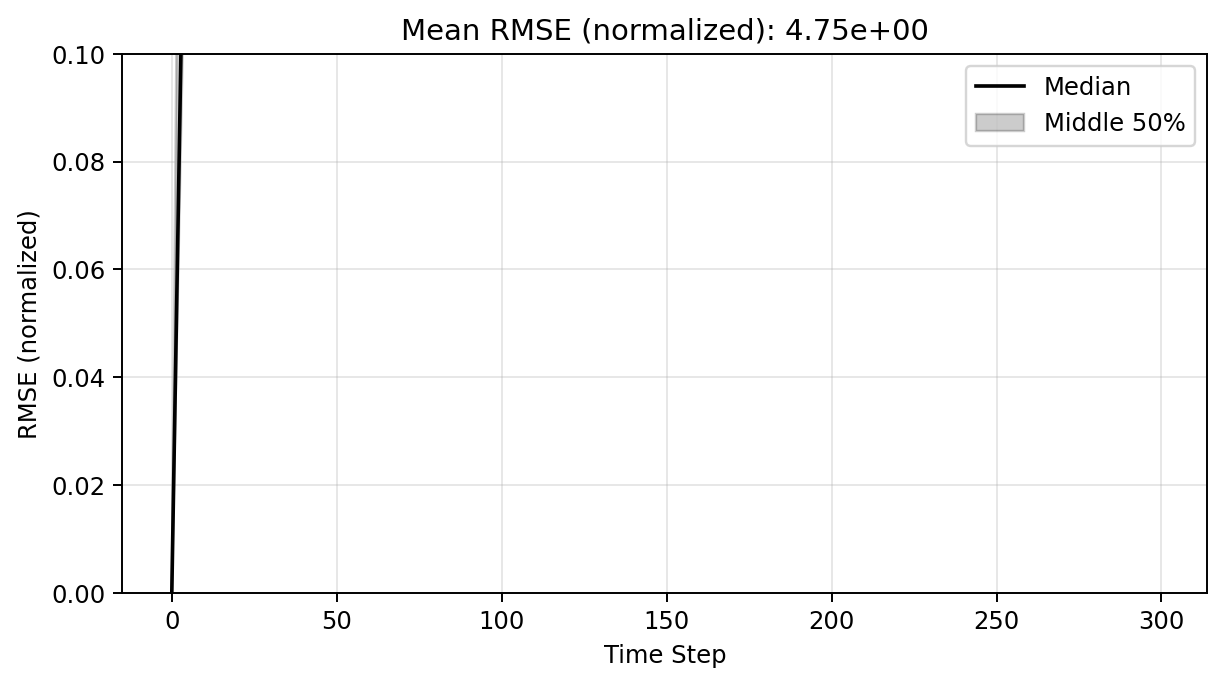 Mean RMSE (normalized): 4.75e+00
0.10
0.08
0.06
0.04
0.02
0.00
RMSE (normalized)
Median
Middle 50%
0 50 100 150 200 250 300
Time Step